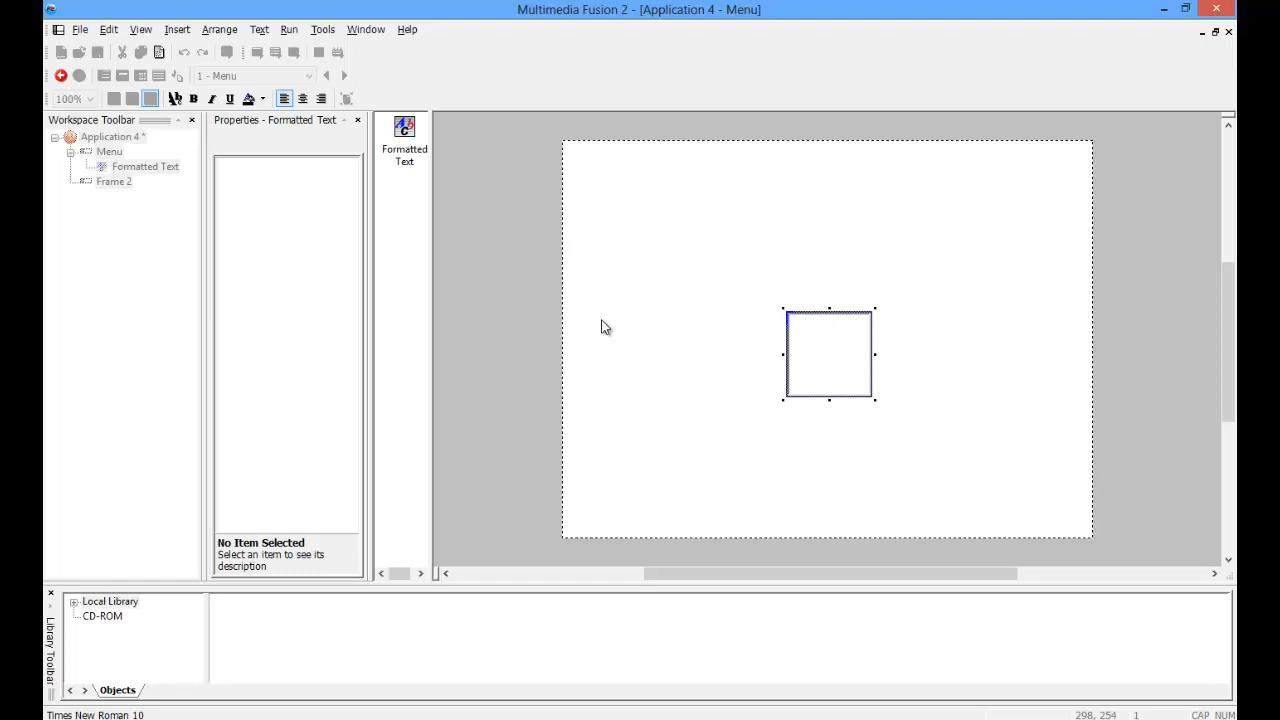 Multimedia Fusion 2 - [Application 4 - Menu]
File Edit View Insert Arrange Text Run Tools Window Help
1 - Menu
100%
B I U
Workspace Toolbar
Application 4 *
Menu
Formatted Text
Frame 2
Properties - Formatted Text
No Item Selected
Select an item to see its
description
Formatted
Text
Local Library
CD-ROM
Library Toolbar
Objects
Times New Roman 10
298, 254
1
CAP NUM